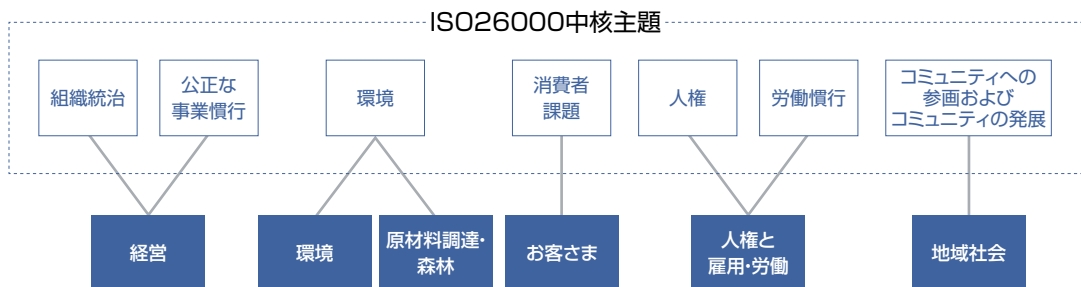 ISO26000中核主題
組織統治
公正な
事業慣行
環境
消費者
課題
人権
労働慣行
コミュニティへの
参画および
コミュニティの発展
経営
環境
原材料調達・
森林
お客さま
人権と
雇用・労働
地域社会